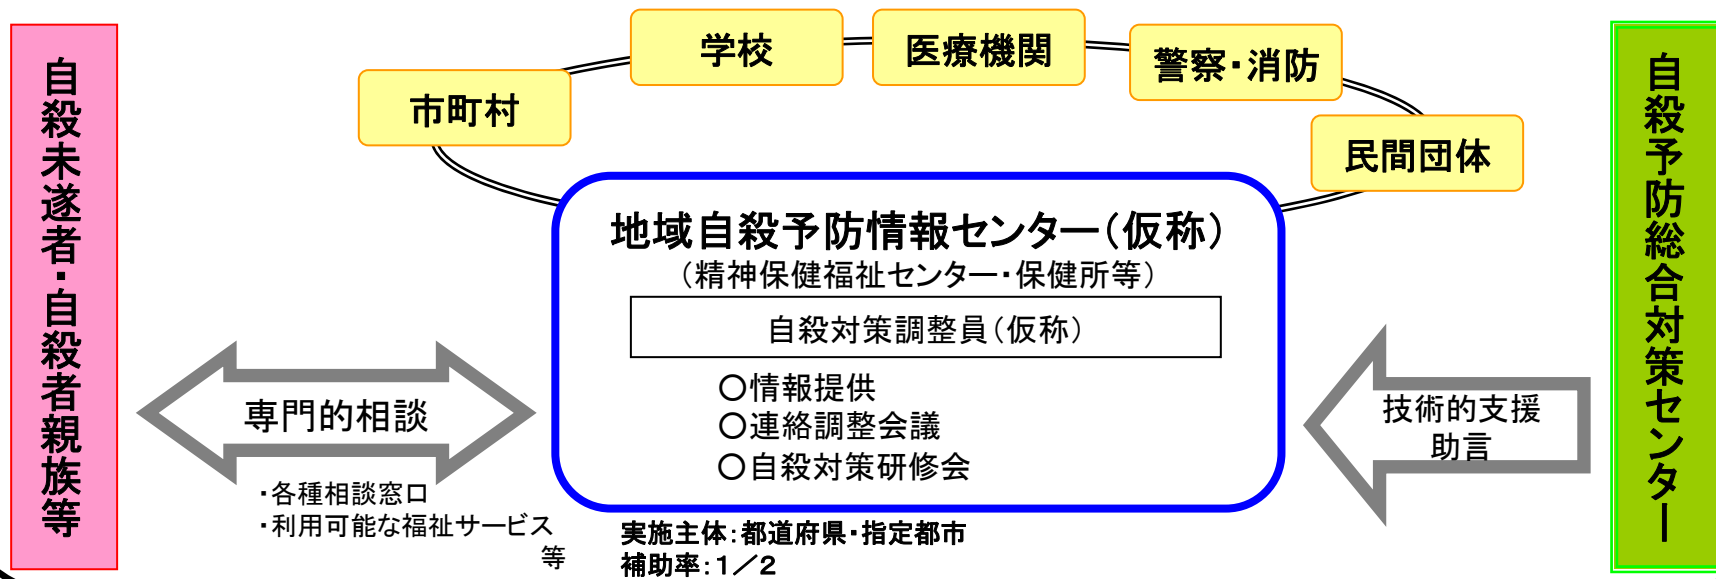 自殺未遂者・自殺者親族等
市町村
学校
医療機関
警察・消防
民間団体
地域自殺予防情報センター（仮称）
（精神保健福祉センター・保健所等）
自殺対策調整員（仮称）
○情報提供
○連絡調整会議
○自殺対策研修会
専門的相談
・各種相談窓口
・利用可能な福祉サービス
等
実施主体：都道府県・指定都市
補助率：１／２
技術的支援
助言
自殺予防総合対策センター